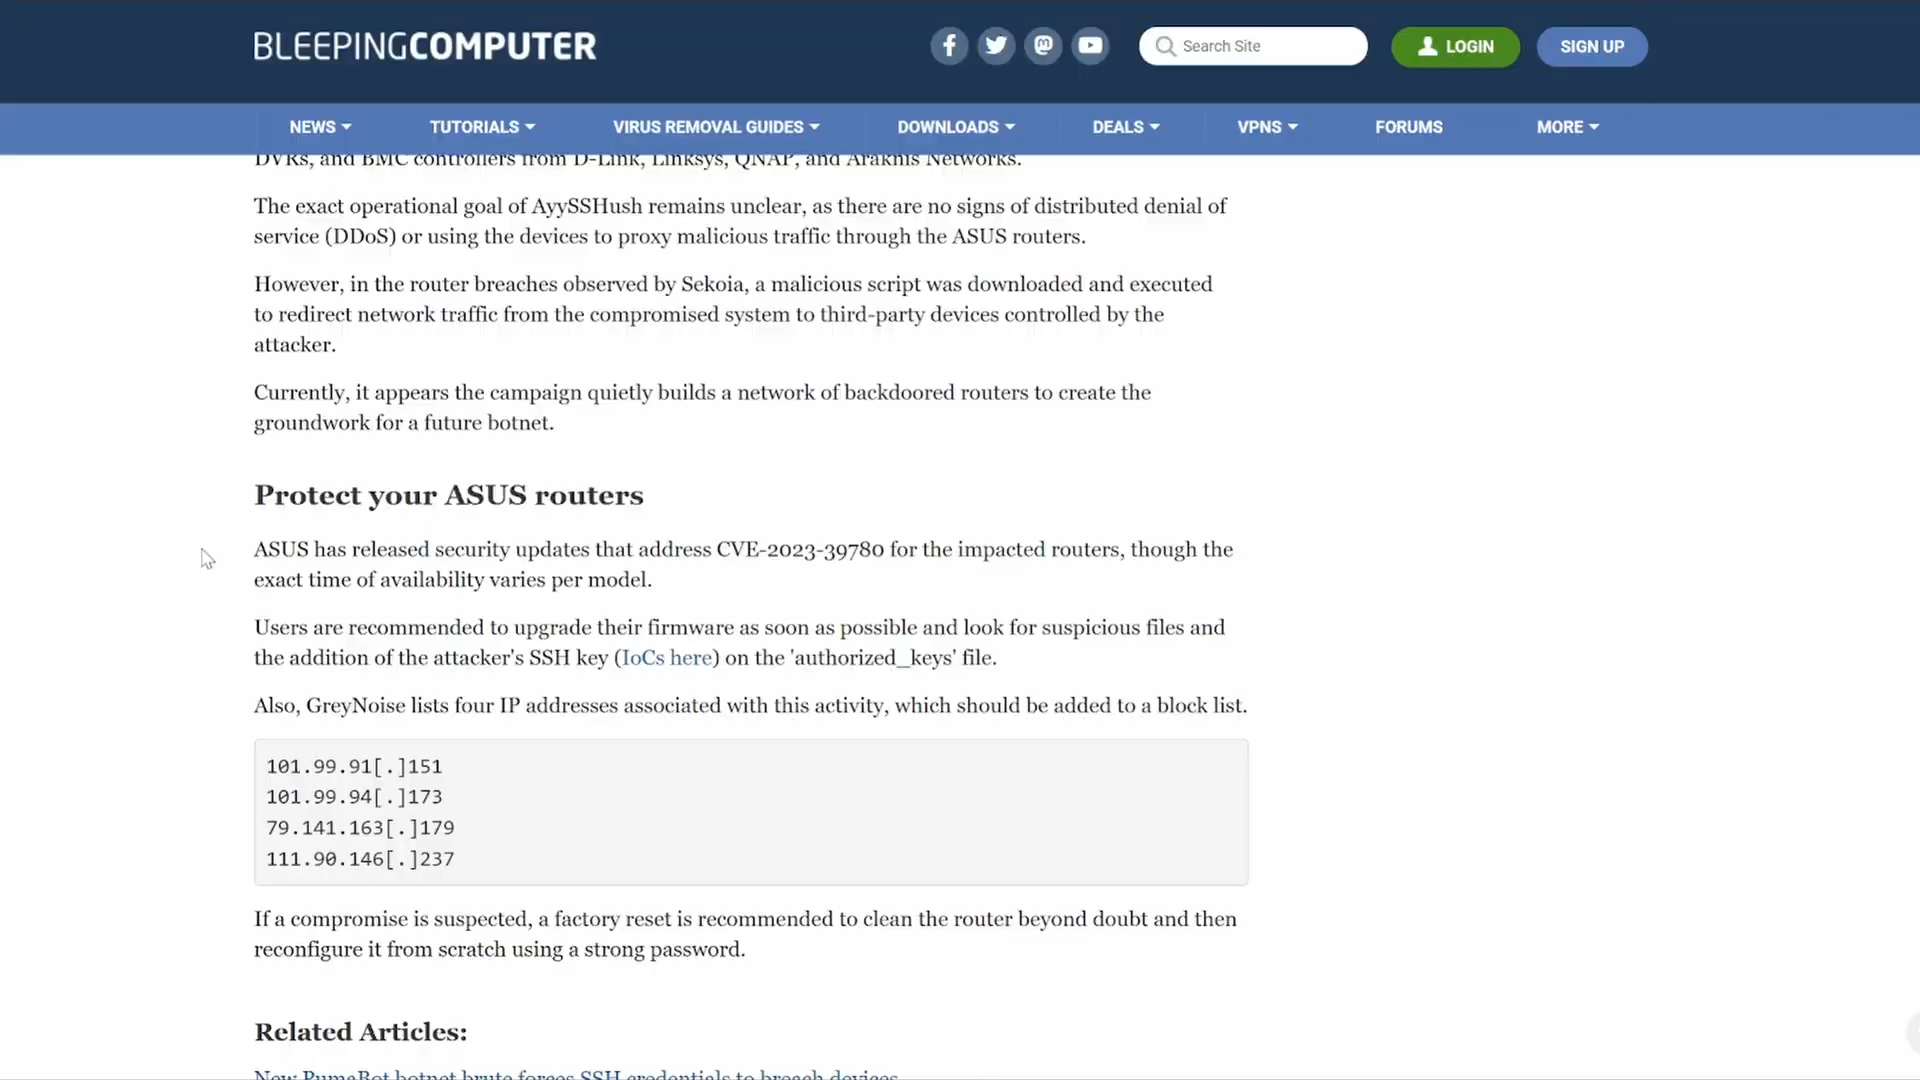 BLEEPINGCOMPUTER
Search Site
LOGIN
SIGN UP
NEWS
TUTORIALS
VIRUS REMOVAL GUIDES
DOWNLOADS
DEALS
VPNS
FORUMS
MORE
DVRs, and BMC controllers from D-Link, Linksys, QNAP, and Araknis Networks.
The exact operational goal of AyySSHush remains unclear, as there are no signs of distributed denial of
service (DDoS) or using the devices to proxy malicious traffic through the ASUS routers.
However, in the router breaches observed by Sekoia, a malicious script was downloaded and executed
to redirect network traffic from the compromised system to third-party devices controlled by the
attacker.
Currently, it appears the campaign quietly builds a network of backdoored routers to create the
groundwork for a future botnet.
Protect your ASUS routers
ASUS has released security updates that address CVE-2023-39780 for the impacted routers, though the
exact time of availability varies per model.
Users are recommended to upgrade their firmware as soon as possible and look for suspicious files and
the addition of the attacker's SSH key (IoCs here) on the 'authorized_keys' file.
Also, GreyNoise lists four IP addresses associated with this activity, which should be added to a block list.
101.99.91[.]151
101.99.94[.]173
79.141.163[.]179
111.90.146[.]237
If a compromise is suspected, a factory reset is recommended to clean the router beyond doubt and then
reconfigure it from scratch using a strong password.
Related Articles:
New PumaBot botnet brute forces SSH credentials to breach devices